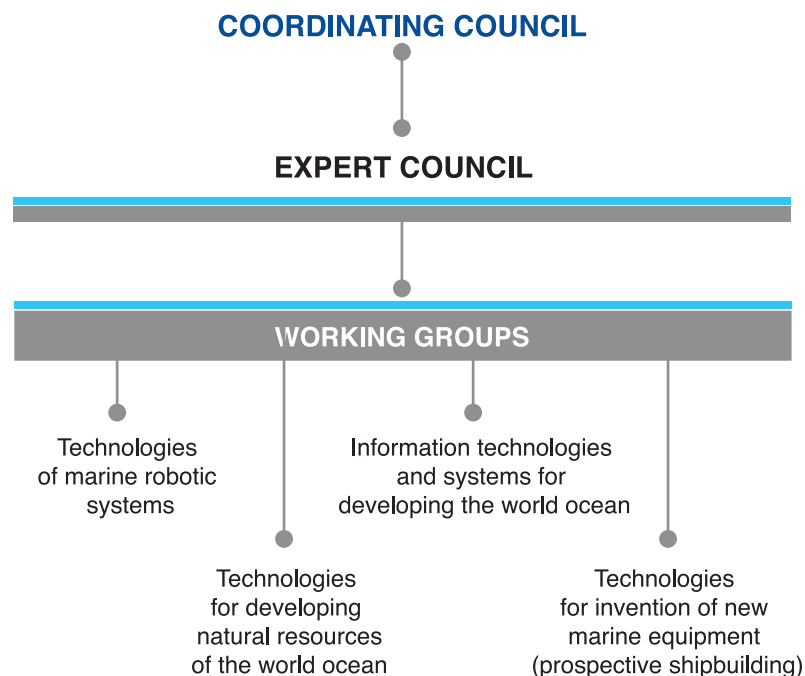 COORDINATING COUNCIL
EXPERT COUNCIL
WORKING GROUPS
Technologies
of marine robotic
systems
Information technologies
and systems for
developing the world ocean
Technologies
for developing
natural resources
of the world ocean
Technologies
for invention of new
marine equipment
(prospective shipbuilding)